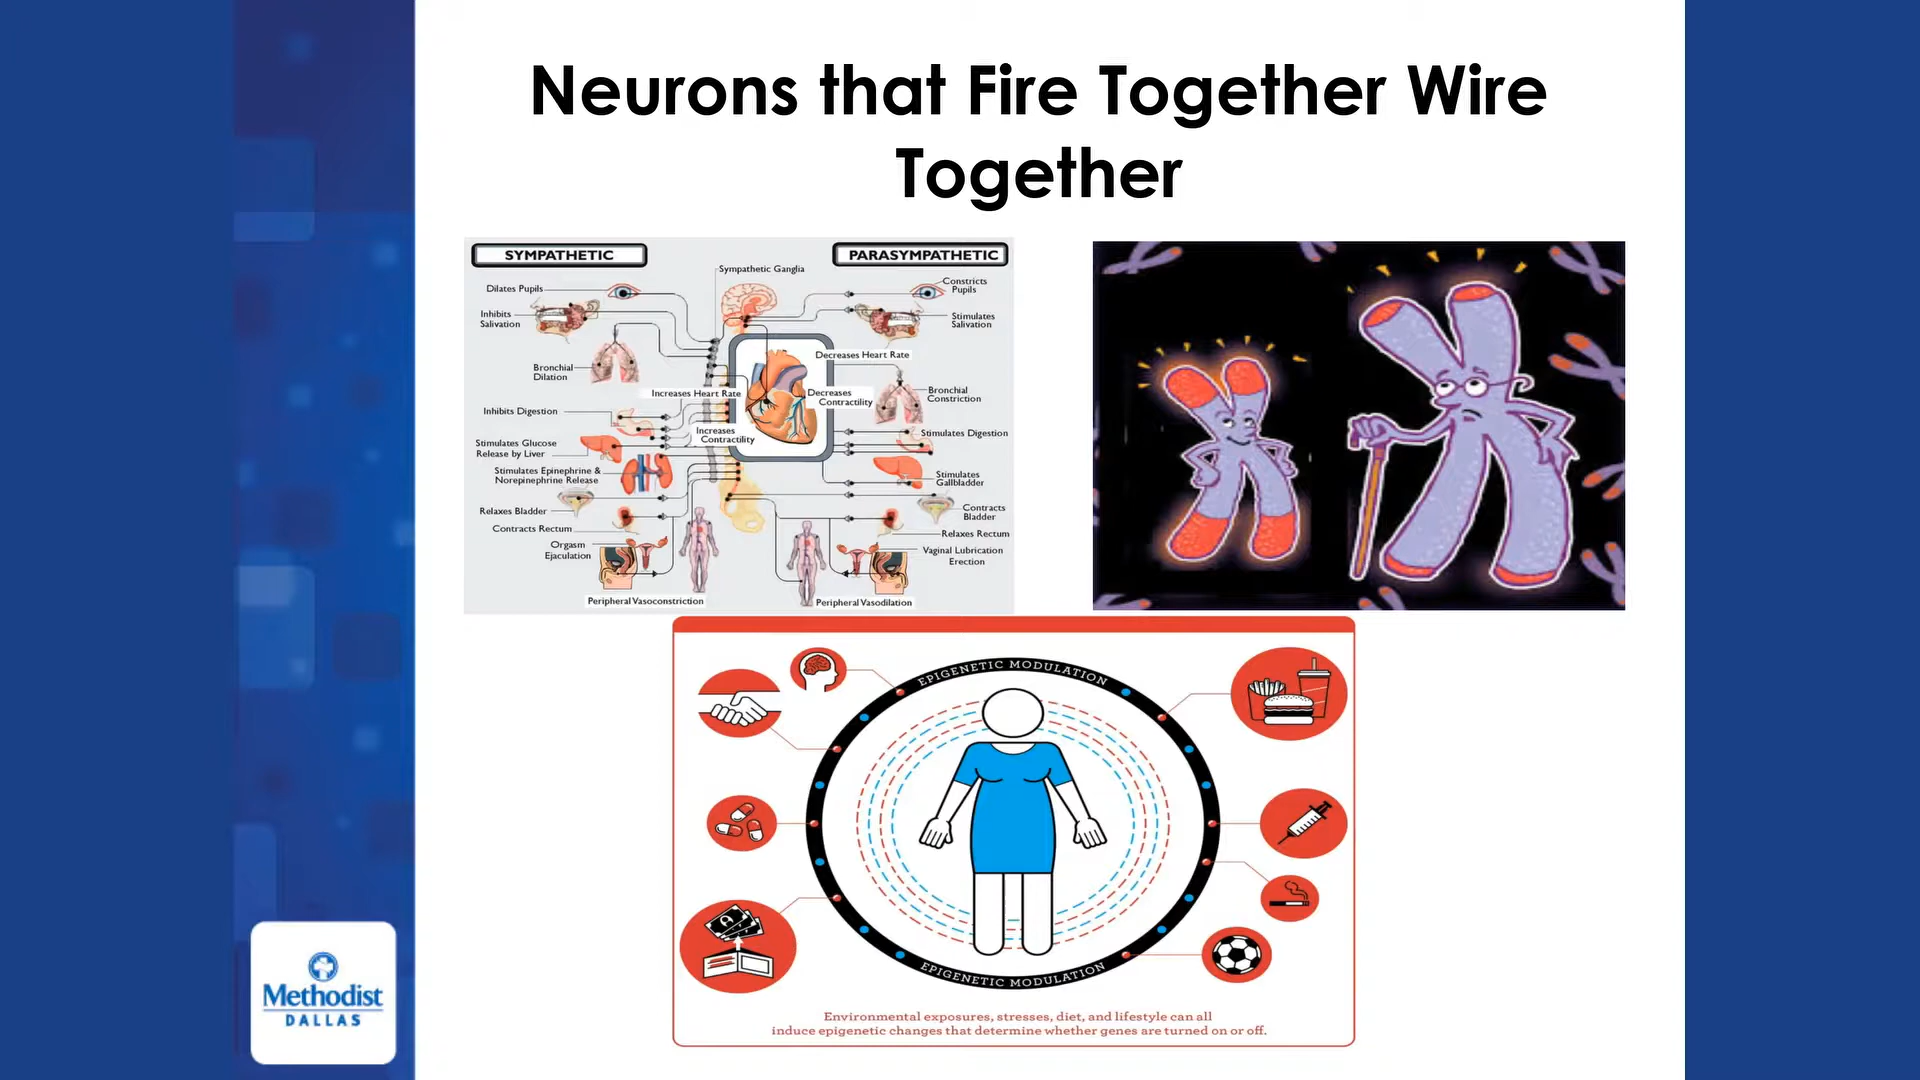 Neurons that Fire Together Wire
Together
SYMPATHETIC
PARASYMPATHETIC
Sympathetic Ganglia
Dilates Pupils
Constricts
Pupils
Inhibits
Salivation
Stimulates
Salivation
Bronchial
Dilation
Decreases Heart Rate
Increases Heart Rate
Decreases
Contractility
Bronchial
Constriction
Inhibits Digestion
Increases
Contractility
Stimulates Digestion
Stimulates Glucose
Release by Liver
Stimulates Epinephrine &
Norepinephrine Release
Stimulates
Gallbladder
Relaxes Bladder
Contracts
Bladder
Contracts Rectum
Relaxes Rectum
Orgasm
Ejaculation
Vaginal Lubrication
Erection
Peripheral Vasoconstriction
Peripheral Vasodilation
EPIGENETIC MODULATION
EPIGENETIC MODULATION
Environmental exposures, stresses, diet, and lifestyle can all
induce epigenetic changes that determine whether genes are turned on or off.
Methodist
DALLAS